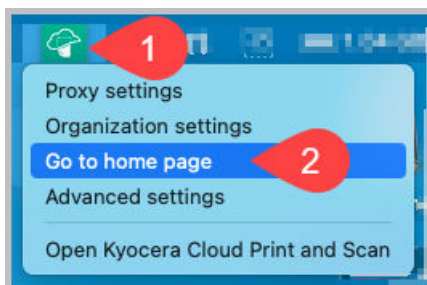 1
Proxy settings
Organization settings
Go to home page 2
Advanced settings
Open Kyocera Cloud Print and Scan